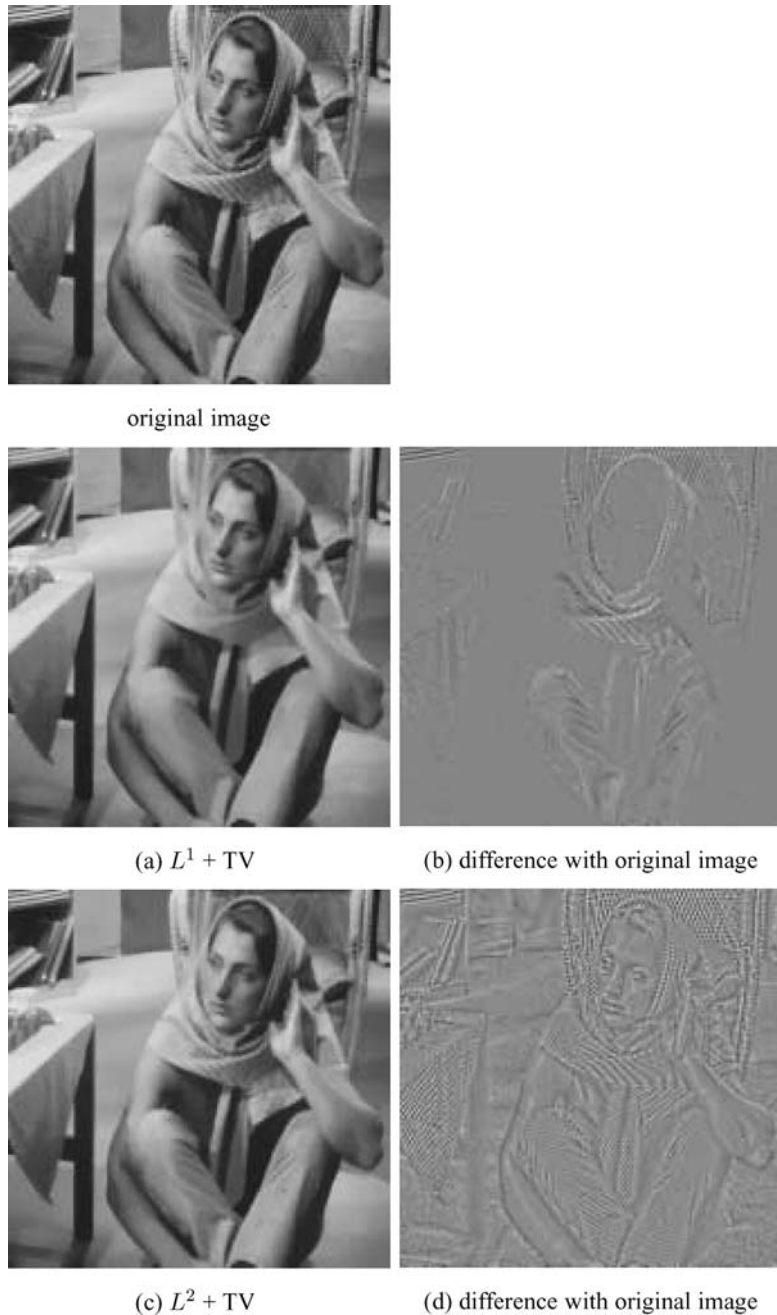 original image
(a) L¹ + TV
(b) difference with original image
(c) L² + TV
(d) difference with original image